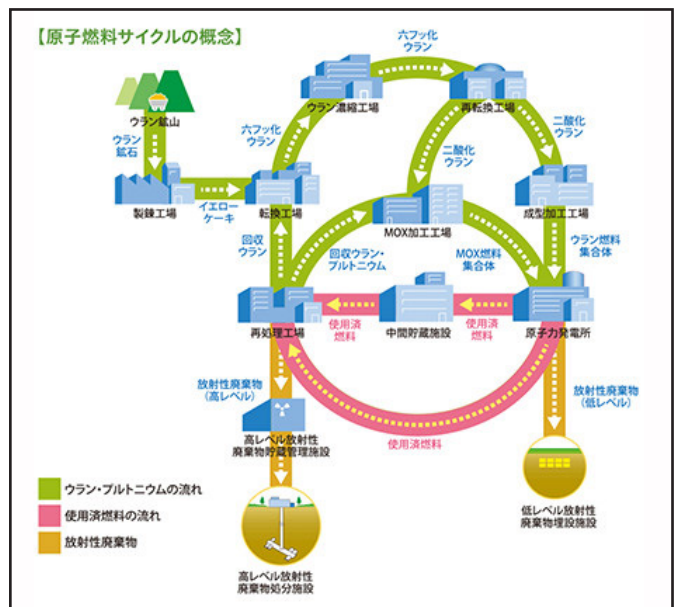 【原子燃料サイクルの概念】
六フッ化
ウラン
ウラン濃縮工場
再転換工場
ウラン鉱山
ウラン
鉱石
六フッ化
ウラン
二酸化
ウラン
二酸化
ウラン
製錬工場
イエロー
ケーキ
転換工場
MOX加工工場
成型加工工場
回収
ウラン
回収ウラン・
プルトニウム
MOX燃料
集合体
ウラン燃料
集合体
再処理工場
使用済
燃料
中間貯蔵施設
使用済
燃料
原子力発電所
放射性廃棄物
(高レベル)
放射性廃棄物
(低レベル)
高レベル放射性
廃棄物貯蔵管理施設
使用済燃料
ウラン・プルトニウムの流れ
使用済燃料の流れ
放射性廃棄物
低レベル放射性
廃棄物埋設施設
高レベル放射性
廃棄物処分施設